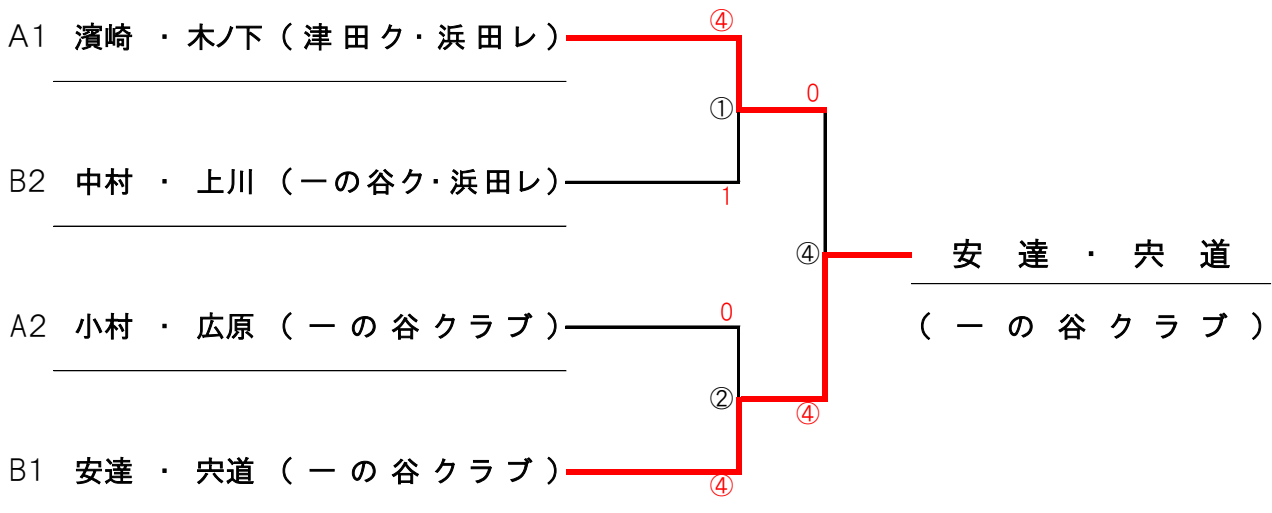 A1 濱崎 ・ 木ノ下 ( 津田ク・浜田レ )
④
①
0
B2 中村 ・ 上川 ( 一の谷ク・浜田レ )
1
④
安達・宍道
( 一の谷クラブ )
A2 小村 ・ 広原 ( 一の谷クラブ )
0
②
④
B1 安達 ・ 宍道 ( 一の谷クラブ )
④